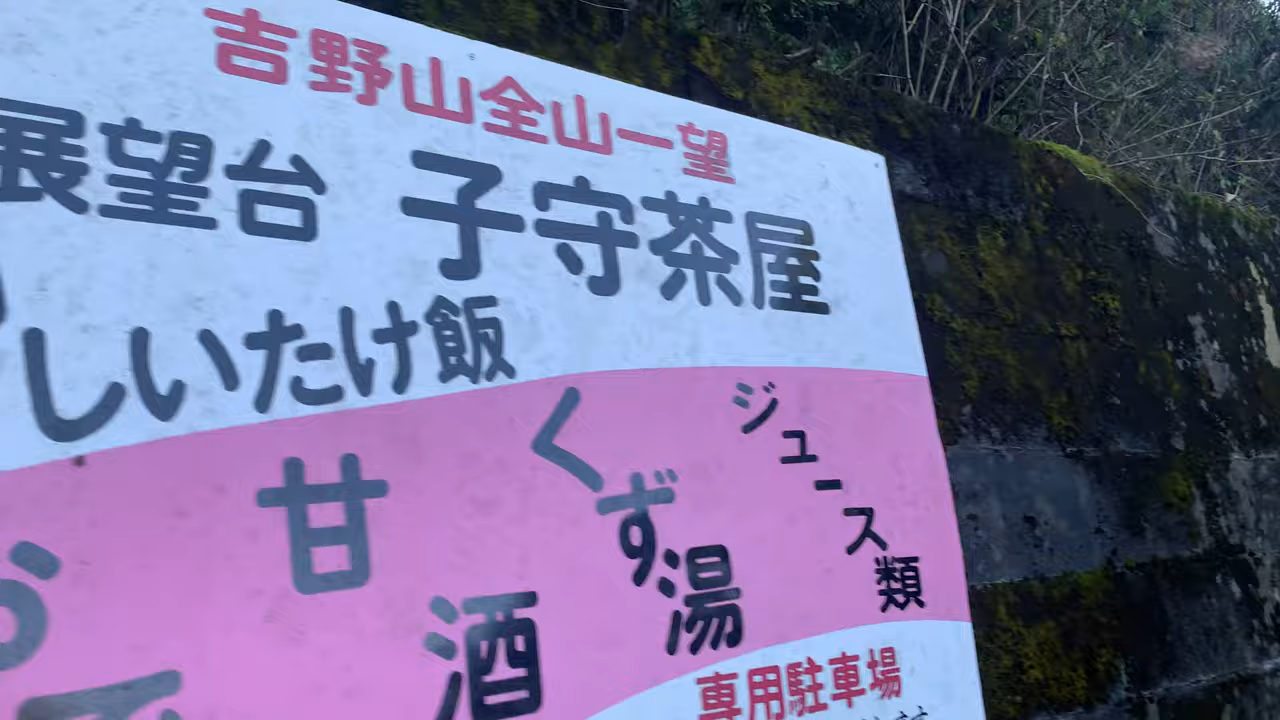 吉野山全山一望
展望台 子守茶屋
しいたけ飯
甘酒
くず湯
ジュース類
専用駐車場